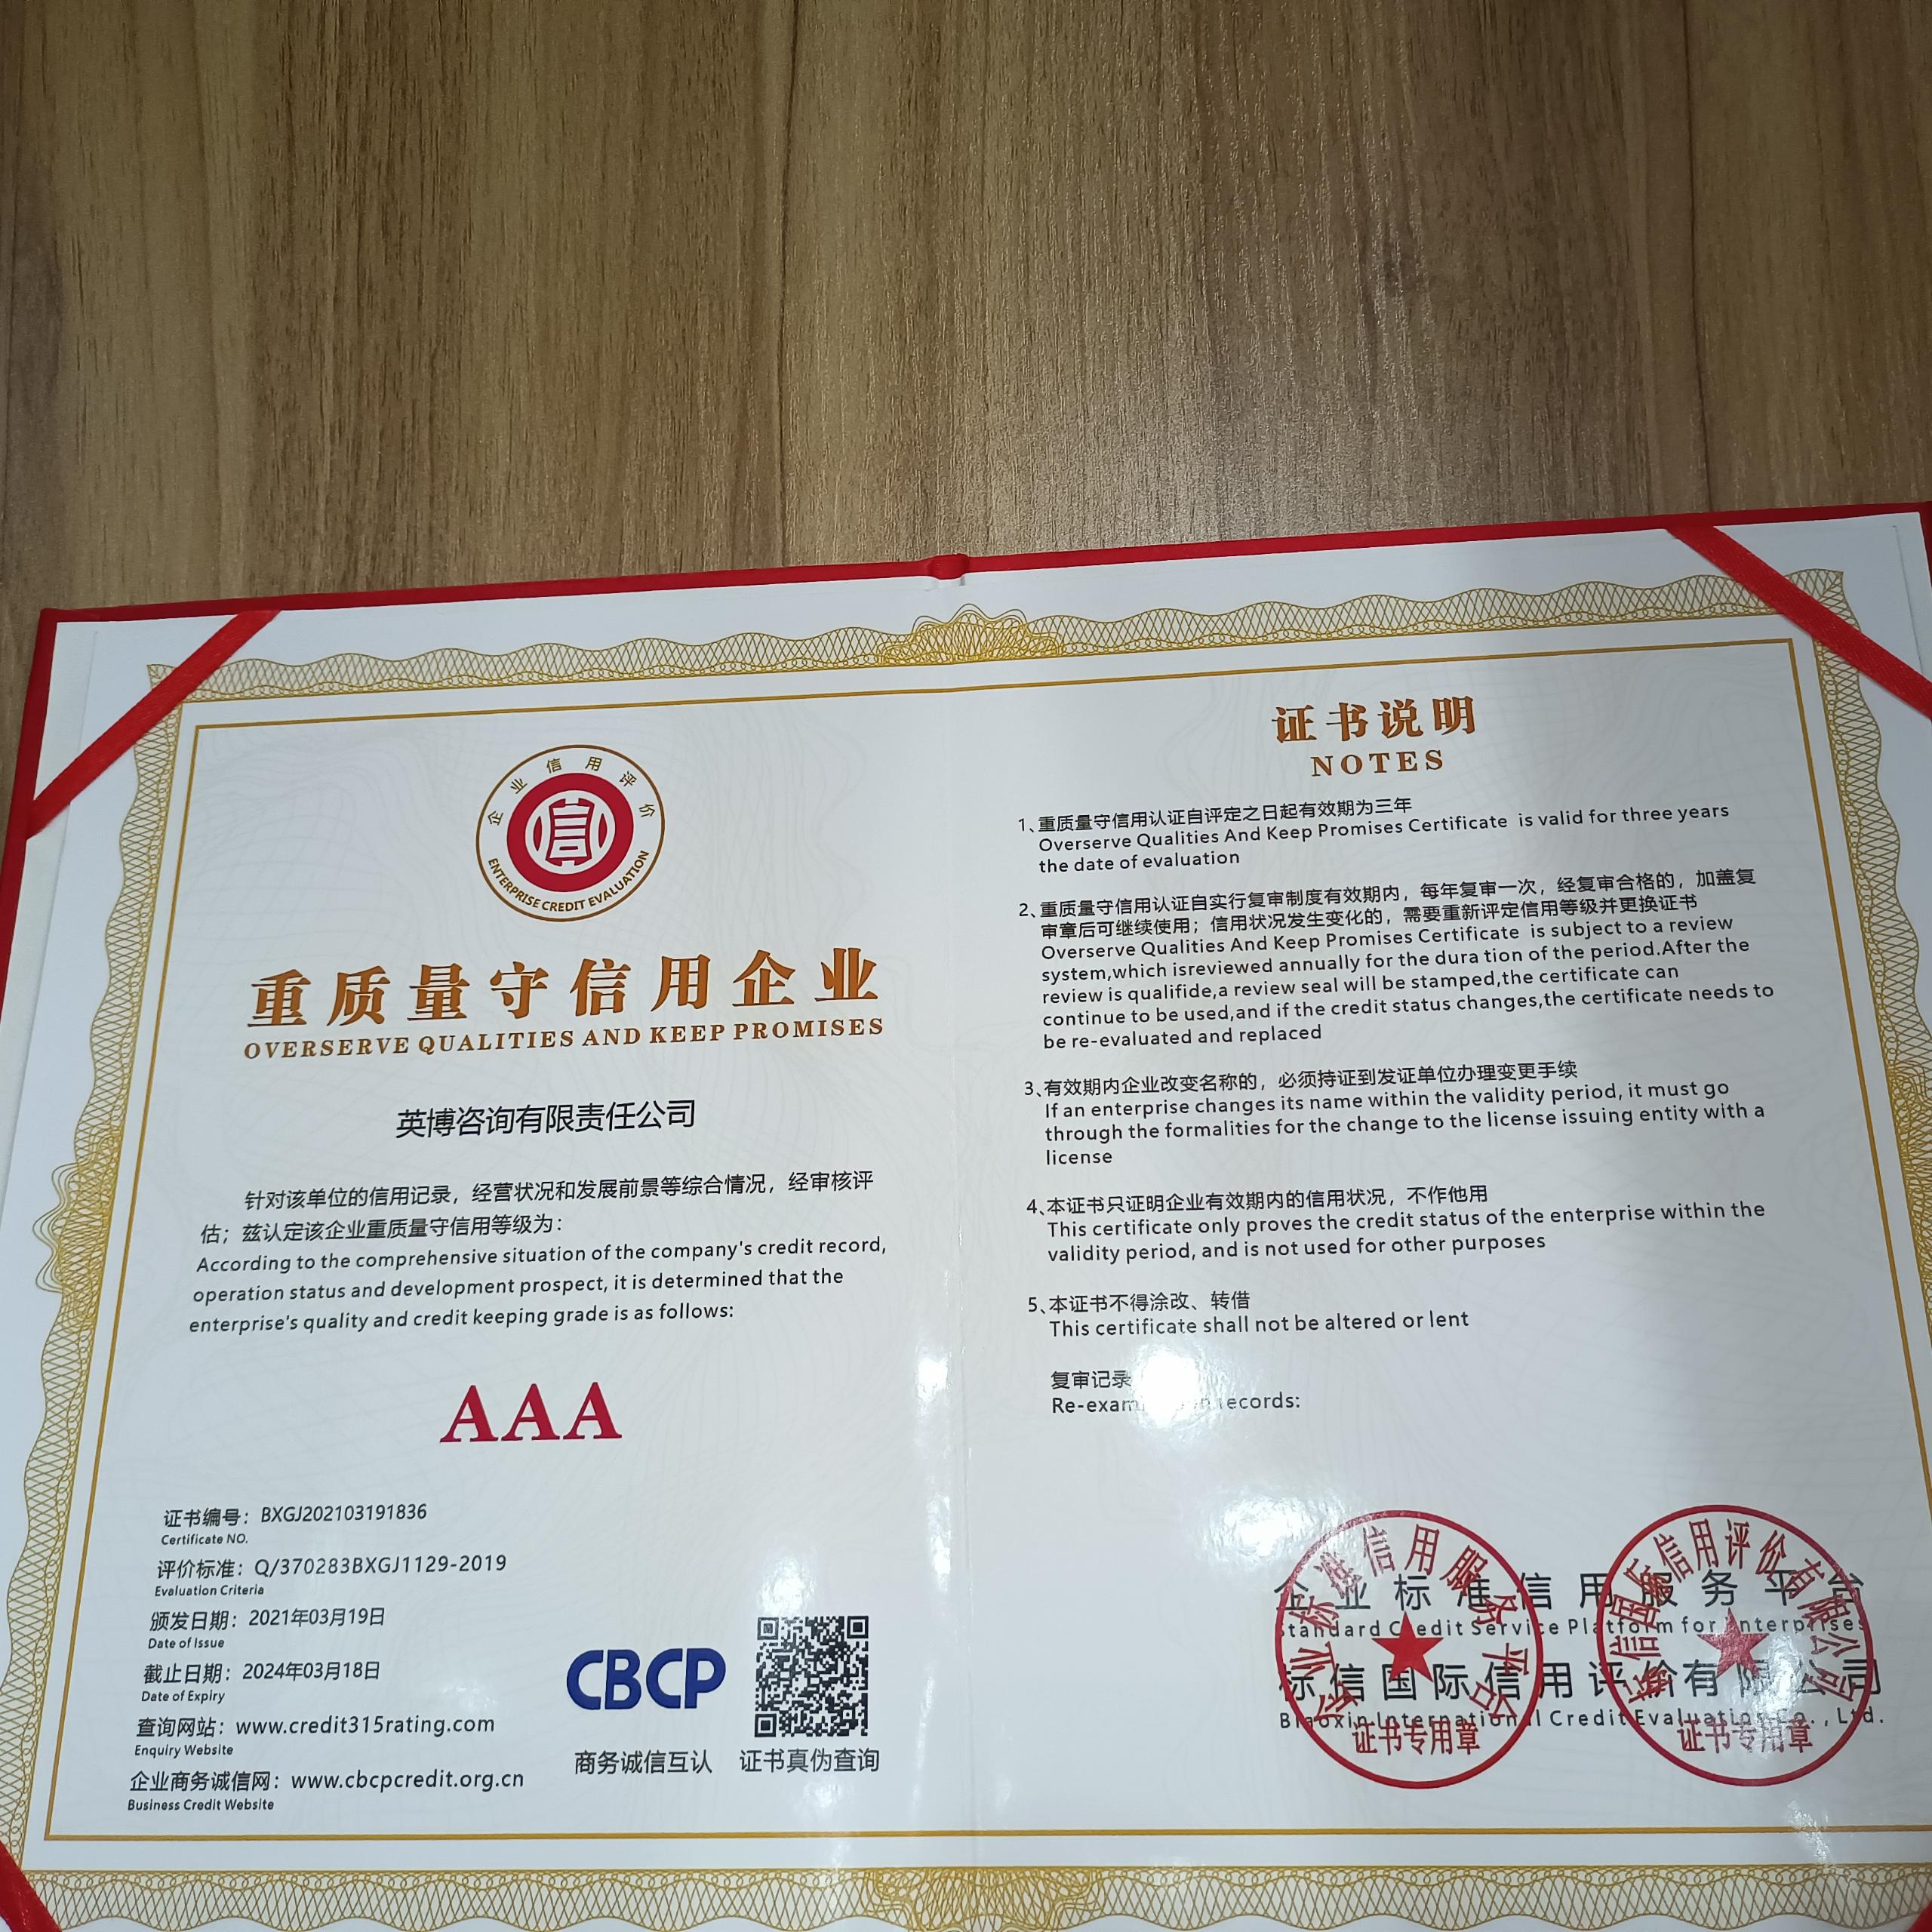 企业信用评价
ENTERPRISE CREDIT EVALUATION
重质量守信用企业
OVERSERVE QUALITIES AND KEEP PROMISES
英博咨询有限责任公司
针对该单位的信用记录，经营状况和发展前景等综合情况，经审核评
估；兹认定该企业重质量守信用等级为：
According to the comprehensive situation of the company's credit record,
operation status and development prospect, it is determined that the
enterprise's quality and credit keeping grade is as follows:
AAA
证书编号：BXGJ202103191836
Certificate NO.
评价标准：Q/370283BXGJ1129-2019
Evaluation Criteria
颁发日期：2021年03月19日
Date of Issue
截止日期：2024年03月18日
Date of Expiry
查询网站：www.credit315rating.com
Enquiry Website
企业商务诚信网：www.cbcpcredit.org.cn
Business Credit Website
CBCP
商务诚信互认
证书真伪查询
证书说明
NOTES
1、重质量守信用认证自评定之日起有效期为三年
Overserve Qualities And Keep Promises Certificate is valid for three years
the date of evaluation
2、重质量守信用认证自实行复审制度有效期内，每年复审一次，经复审合格的，加盖复
审章后可继续使用；信用状况发生变化的，需要重新评定信用等级并更换证书
Overserve Qualities And Keep Promises Certificate is subject to a review
system,which isreviewed annually for the dura tion of the period.After the
review is qualifide,a review seal will be stamped,the certificate can
continue to be used,and if the credit status changes,the certificate needs to
be re-evaluated and replaced
3、有效期内企业改变名称的，必须持证到发证单位办理变更手续
If an enterprise changes its name within the validity period, it must go
through the formalities for the change to the license issuing entity with a
license
4、本证书只证明企业有效期内的信用状况，不作他用
This certificate only proves the credit status of the enterprise within the
validity period, and is not used for other purposes
5、本证书不得涂改、转借
This certificate shall not be altered or lent
复审记录
records:
企业标准信用服务平台
Standard Credit Service Platform for Enterprises
标信国际信用评价有限公司
Biaoxin International Credit Evaluation Co., Ltd.
企业标准信用服务平台
证书专用章
标信国际信用评价有限公司
证书专用章